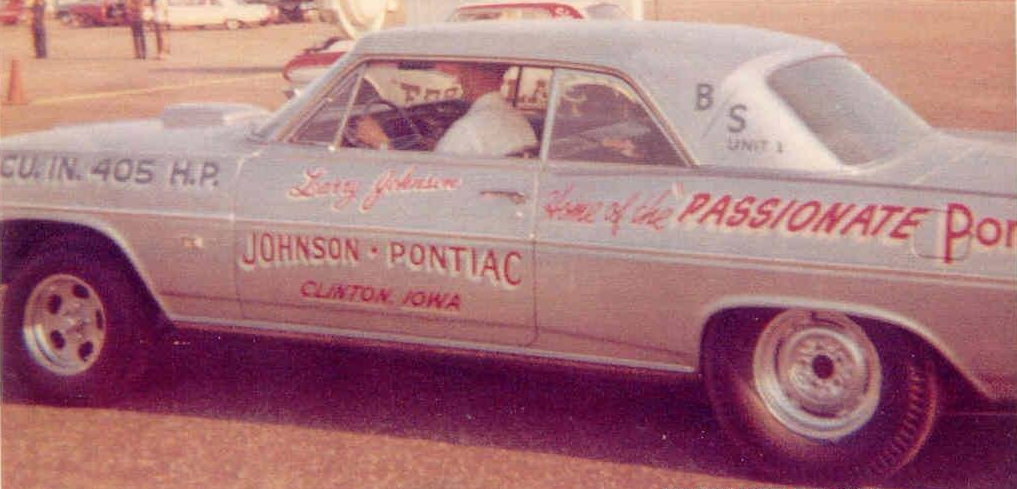 CU. IN. 405 H.P.
Larry Johnson
JOHNSON · PONTIAC
CLINTON, IOWA
B/S
UNIT 1
Home of the "PASSIONATE Pon